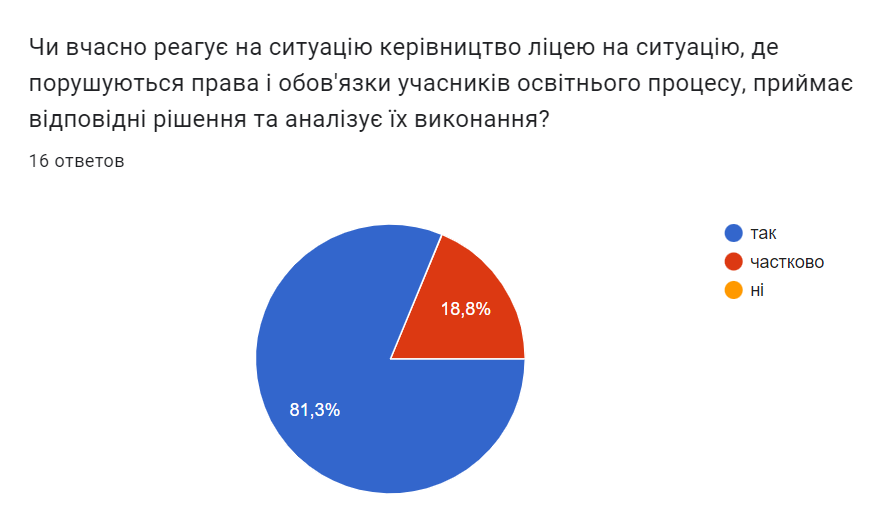 Чи вчасно реагує на ситуацію керівництво ліцею на ситуацію, де
порушуються права і обов'язки учасників освітнього процесу, приймає
відповідні рішення та аналізує їх виконання?
16 ответов
так
частково
ні
18,8%
81,3%